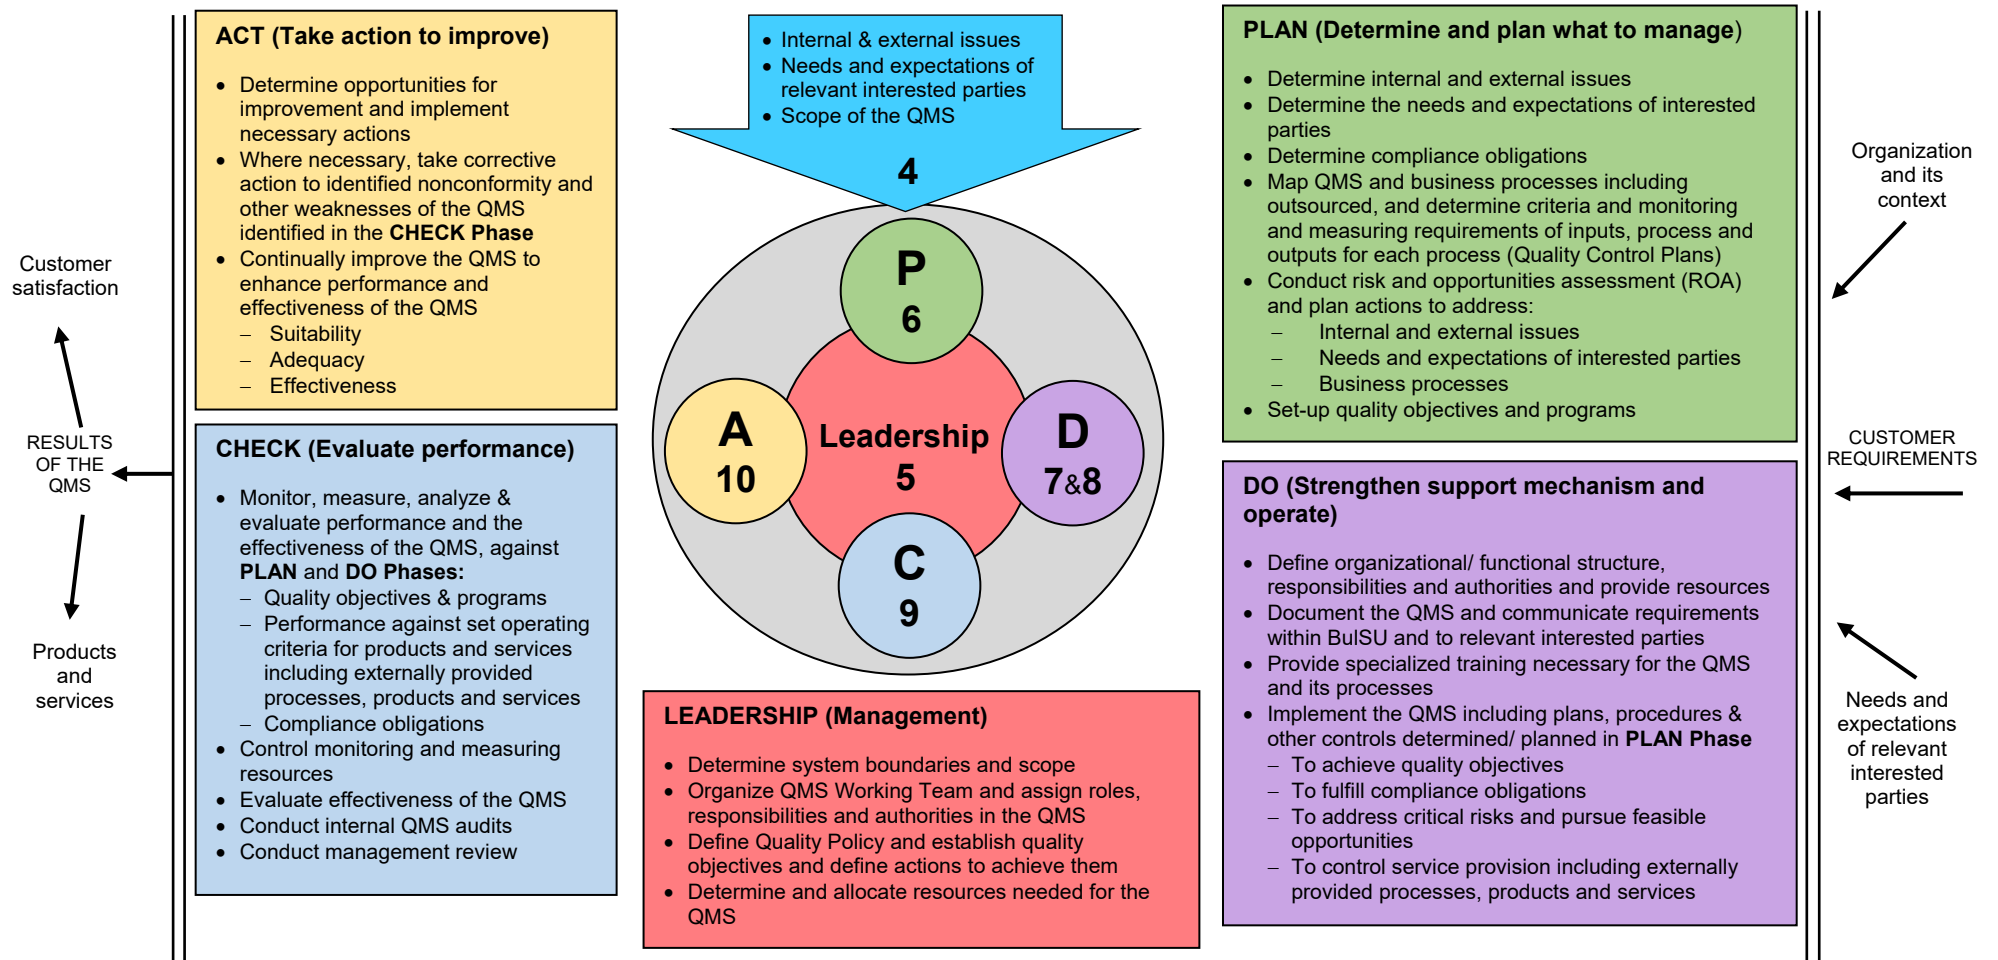 Customer
satisfaction
RESULTS
OF THE
QMS
Products
and
services
ACT (Take action to improve)
• Determine opportunities for
improvement and implement
necessary actions
• Where necessary, take corrective
action to identified nonconformity and
other weaknesses of the QMS
identified in the CHECK Phase
• Continually improve the QMS to
enhance performance and
effectiveness of the QMS
– Suitability
– Adequacy
– Effectiveness
CHECK (Evaluate performance)
• Monitor, measure, analyze &
evaluate performance and the
effectiveness of the QMS, against
PLAN and DO Phases:
– Quality objectives & programs
– Performance against set operating
criteria for products and services
including externally provided
processes, products and services
– Compliance obligations
• Control monitoring and measuring
resources
• Evaluate effectiveness of the QMS
• Conduct internal QMS audits
• Conduct management review
• Internal & external issues
• Needs and expectations of
relevant interested parties
• Scope of the QMS
4
P
6
A
10
Leadership
5
D
7&8
C
9
LEADERSHIP (Management)
• Determine system boundaries and scope
• Organize QMS Working Team and assign roles,
responsibilities and authorities in the QMS
• Define Quality Policy and establish quality
objectives and define actions to achieve them
• Determine and allocate resources needed for the
QMS
PLAN (Determine and plan what to manage)
• Determine internal and external issues
• Determine the needs and expectations of interested
parties
• Determine compliance obligations
• Map QMS and business processes including
outsourced, and determine criteria and monitoring
and measuring requirements of inputs, process and
outputs for each process (Quality Control Plans)
• Conduct risk and opportunities assessment (ROA)
and plan actions to address:
– Internal and external issues
– Needs and expectations of interested parties
– Business processes
• Set-up quality objectives and programs
DO (Strengthen support mechanism and
operate)
• Define organizational/ functional structure,
responsibilities and authorities and provide resources
• Document the QMS and communicate requirements
within BulSU and to relevant interested parties
• Provide specialized training necessary for the QMS
and its processes
• Implement the QMS including plans, procedures &
other controls determined/ planned in PLAN Phase
– To achieve quality objectives
– To fulfill compliance obligations
– To address critical risks and pursue feasible
opportunities
– To control service provision including externally
provided processes, products and services
Organization
and its
context
CUSTOMER
REQUIREMENTS
Needs and
expectations
of relevant
interested
parties